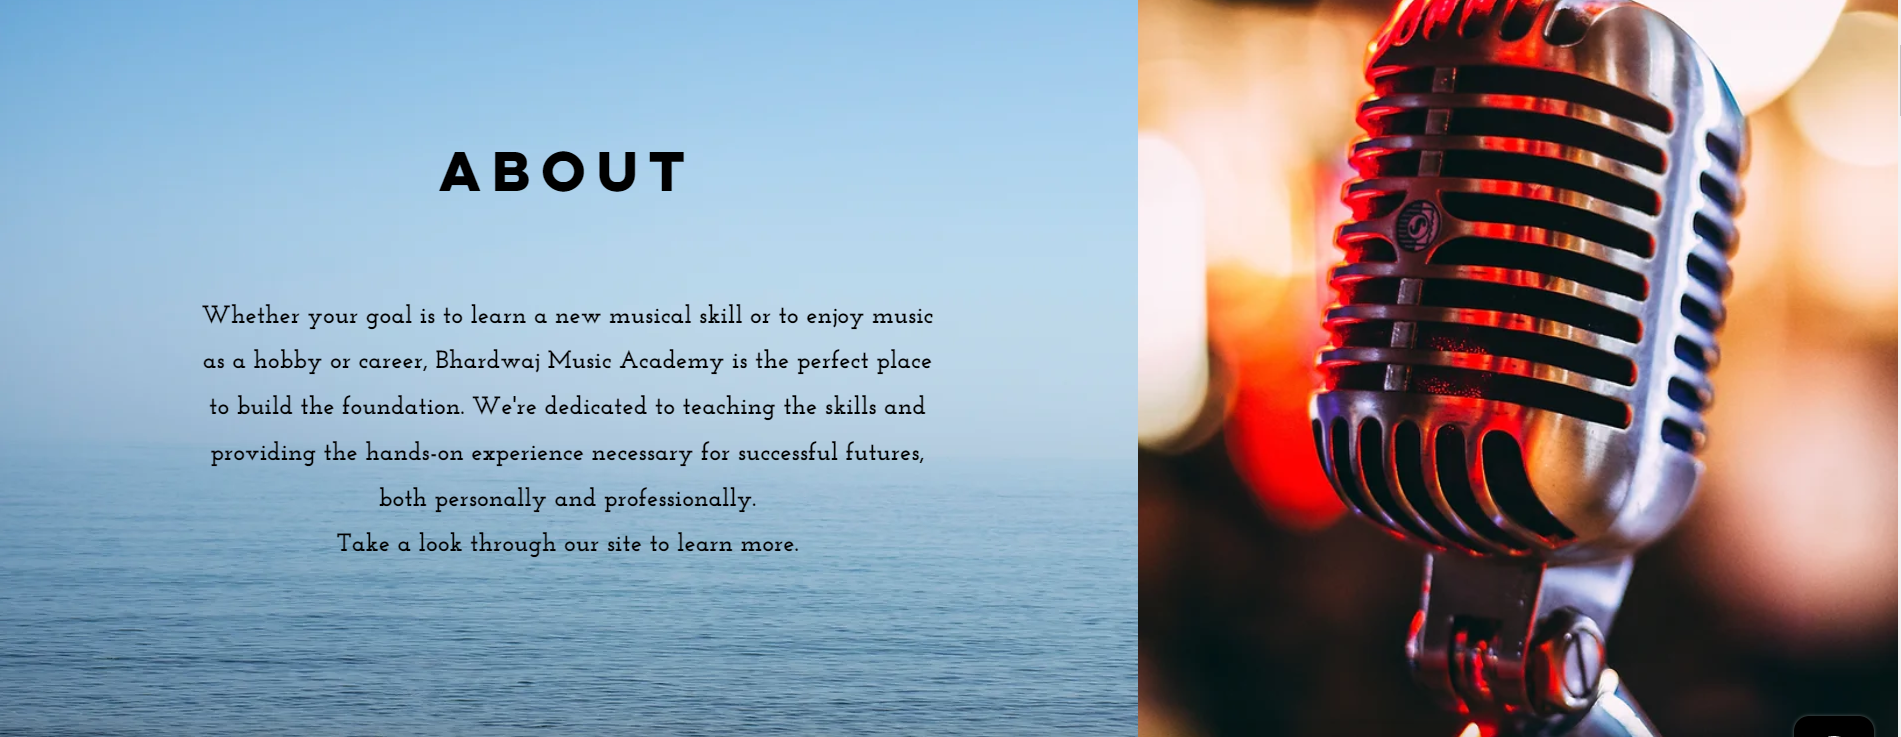 ABOUT
Whether your goal is to learn a new musical skill or to enjoy music
as a hobby or career, Bhardwaj Music Academy is the perfect place
to build the foundation. We're dedicated to teaching the skills and
providing the hands-on experience necessary for successful futures,
both personally and professionally.
Take a look through our site to learn more.